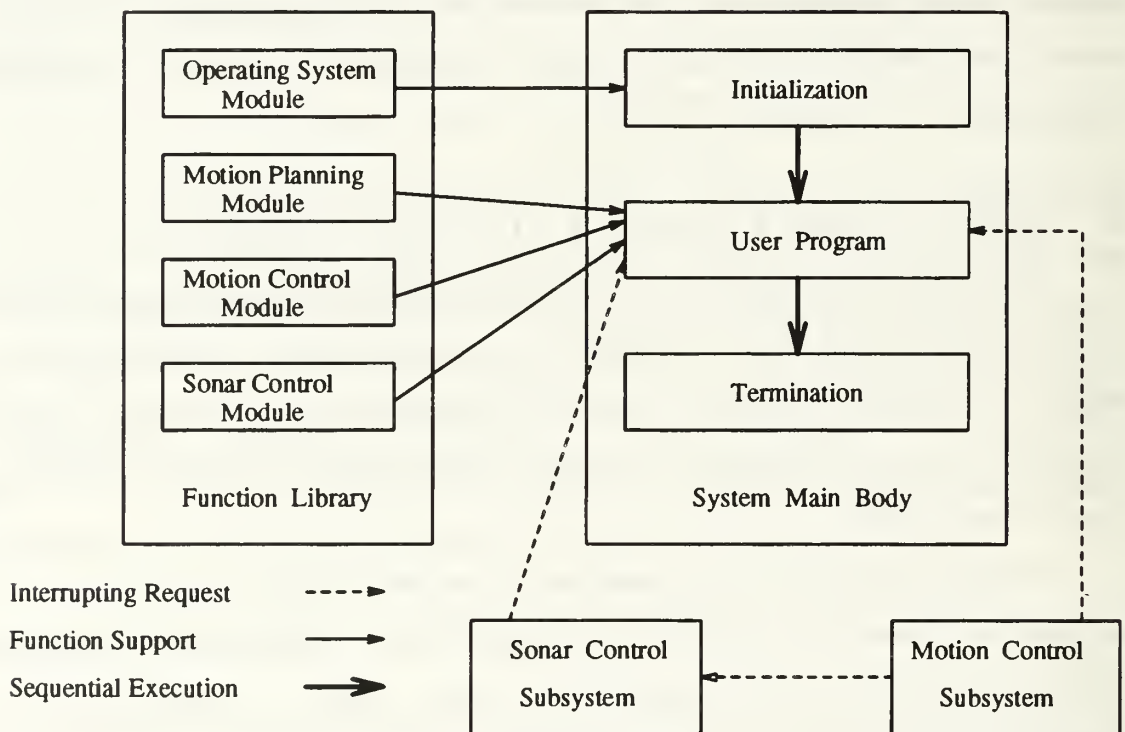 Operating System
Module
Motion Planning
Module
Motion Control
Module
Sonar Control
Module
Function Library
Initialization
User Program
Termination
System Main Body
Interrupting Request
Function Support
Sequential Execution
Sonar Control
Subsystem
Motion Control
Subsystem